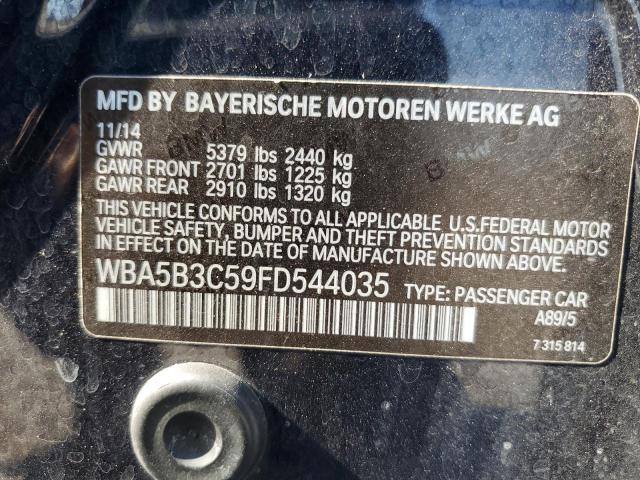 MFD BY BAYERISCHE MOTOREN WERKE AG
11/14
GVWR 5379 lbs 2440 kg
GAWR FRONT 2701 lbs 1225 kg
GAWR REAR 2910 lbs 1320 kg
THIS VEHICLE CONFORMS TO ALL APPLICABLE U.S.FEDERAL MOTOR
VEHICLE SAFETY, BUMPER AND THEFT PREVENTION STANDARDS
IN EFFECT ON THE DATE OF MANUFACTURE SHOWN ABOVE.
WBA5B3C59FD544035 TYPE: PASSENGER CAR
A89/5
7 315 814